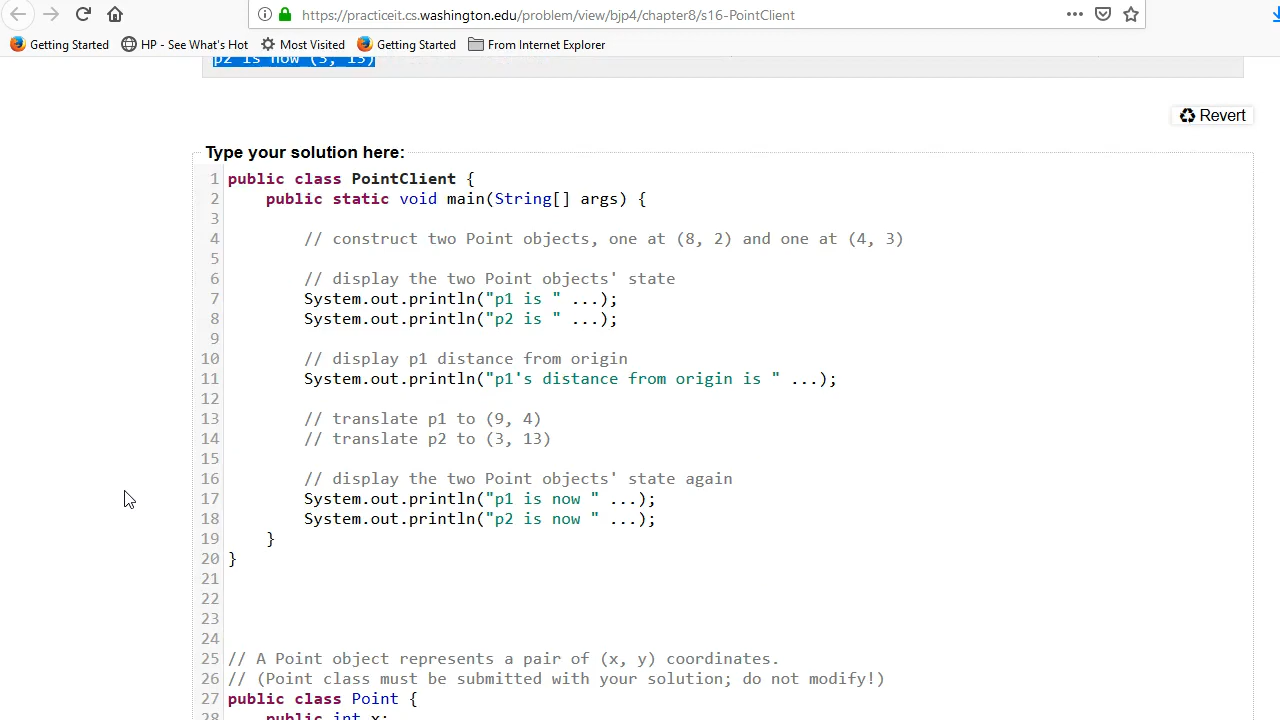 https://practiceit.cs.washington.edu/problem/view/bjp4/chapter8/s16-PointClient
Getting Started HP - See What's Hot Most Visited Getting Started From Internet Explorer
p2 is now (3, 13)
Revert
Type your solution here:
1 public class PointClient {
2 public static void main(String[] args) {
3
4 // construct two Point objects, one at (8, 2) and one at (4, 3)
5
6 // display the two Point objects' state
7 System.out.println("p1 is " ...);
8 System.out.println("p2 is " ...);
9
10 // display p1 distance from origin
11 System.out.println("p1's distance from origin is " ...);
12
13 // translate p1 to (9, 4)
14 // translate p2 to (3, 13)
15
16 // display the two Point objects' state again
17 System.out.println("p1 is now " ...);
18 System.out.println("p2 is now " ...);
19 }
20 }
21
22
23
24
25 // A Point object represents a pair of (x, y) coordinates.
26 // (Point class must be submitted with your solution; do not modify!)
27 public class Point {
28 public int x;